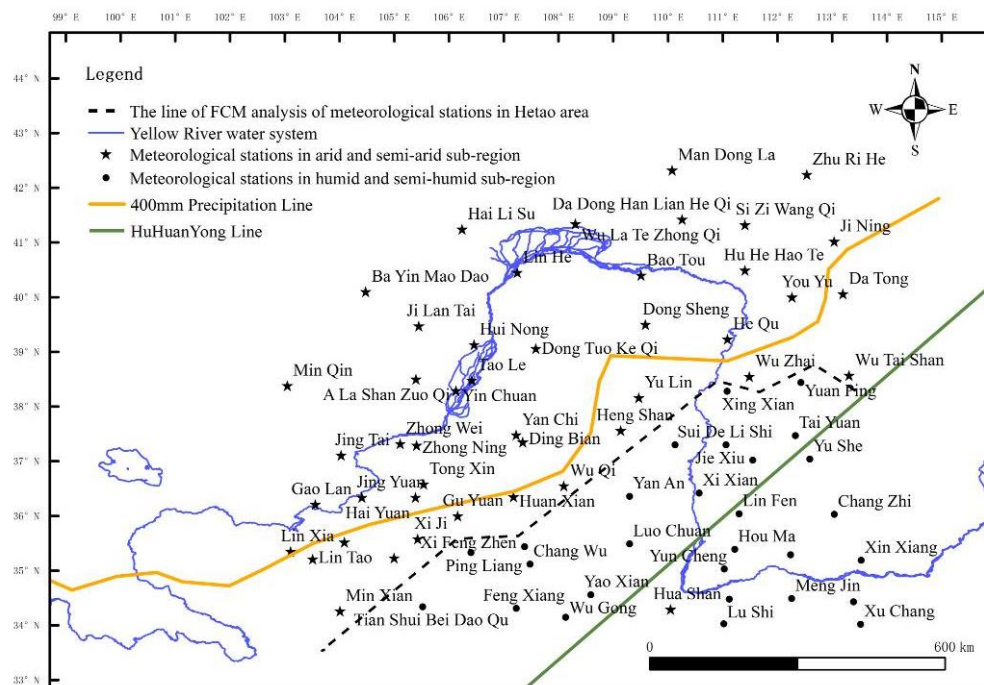 99° E 100° E 101° E 102° E 103° E 104° E 105° E 106° E 107° E 108° E 109° E 110° E 111° E 112° E 113° E 114° E 115° E
44° N
43° N
42° N
41° N
40° N
39° N
38° N
37° N
36° N
35° N
34° N
33° N
Legend
The line of FCM analysis of meteorological stations in Hetao area
Yellow River water system
Meteorological stations in arid and semi-arid sub-region
Meteorological stations in humid and semi-humid sub-region
400mm Precipitation Line
HuHuanYong Line
N
W E
S
Man Dong La
Zhu Ri He
Da Dong Han Lian He Qi
Hai Li Su
Si Zi Wang Qi
Wu La Te Zhong Qi
Ji Ning
Lin He
Bao Tou
Hu He Hao Te
Ba Yin Mao Dao
You Yu
Da Tong
Ji Lan Tai
Dong Sheng
Hui Nong
He Qu
Dong Tuo Ke Qi
Min Qin
Tao Le
Wu Zhai
Wu Tai Shan
A La Shan Zuo Qi
Yin Chuan
Yu Lin
Yuan Ping
Xing Xian
Zhong Wei
Yan Chi
Heng Shan
Tai Yuan
Jing Tai
Zhong Ning
Ding Bian
Sui De
Li Shi
Yu She
Tong Xin
Jie Xiu
Wu Qi
Gao Lan
Jing Yuan
Yan An
Xi Xian
Hai Yuan
Gu Yuan
Huan Xian
Lin Fen
Chang Zhi
Lin Xia
Xi Ji
Lin Tao
Xi Feng Zhen
Luo Chuan
Hou Ma
Ping Liang
Chang Wu
Yun Cheng
Xin Xiang
Min Xian
Feng Xiang
Yao Xian
Hua Shan
Meng Jin
Tian Shui Bei Dao Qu
Wu Gong
Lu Shi
Xu Chang
0 600 km